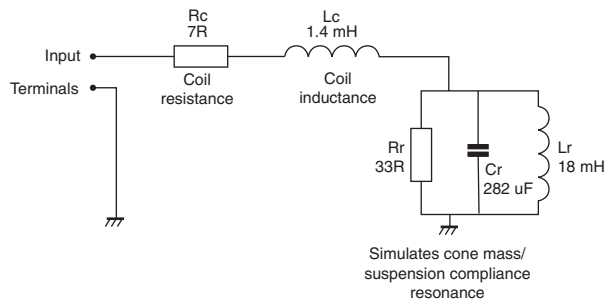 Rc
7R
Lc
1.4 mH
Input
Terminals
Coil
resistance
Coil
inductance
Rr
33R
Cr
282 uF
Lr
18 mH
Simulates cone mass/
suspension compliance
resonance